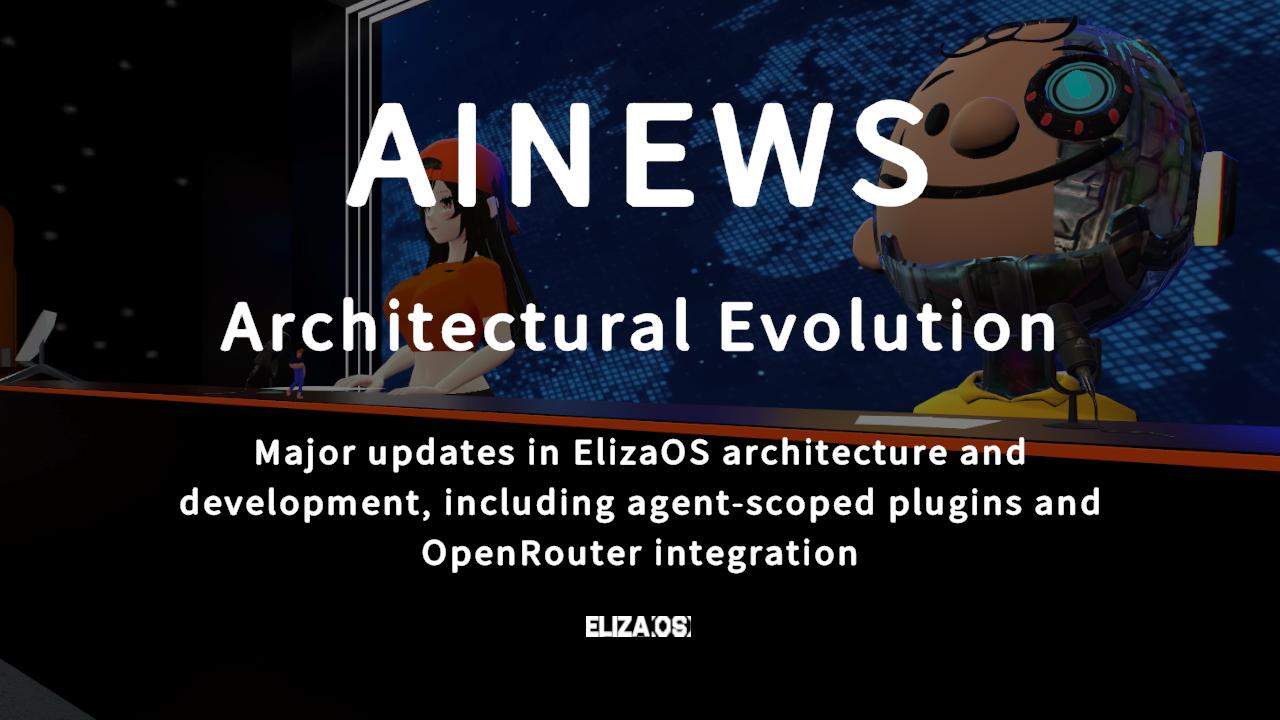 AINEWS
Architectural Evolution
Major updates in ElizaOS architecture and
development, including agent-scoped plugins and
OpenRouter integration
ELIZA OS